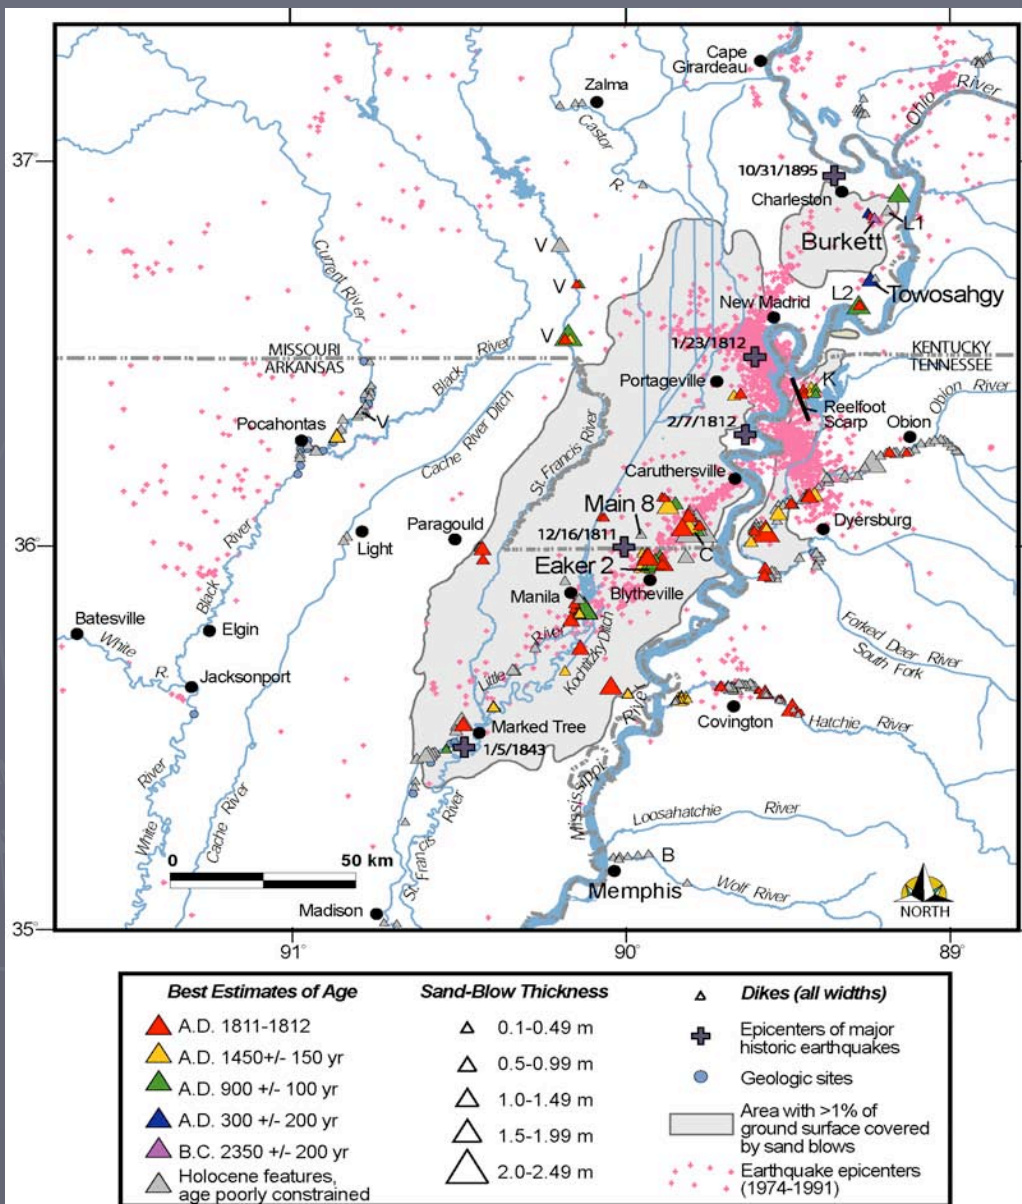 Cape
Girardeau
Zalma
Castor
R.
Ohio
River
37°
10/31/1895
Charleston
L1
Burkett
V
Current River
V
New Madrid
L2
Towosahgy
V
MISSOURI
ARKANSAS
Black
River
1/23/1812
KENTUCKY
TENNESSEE
Portageville
K
Reelfoot
Scarp
Obion River
Pocahontas
V
Cache River Ditch
St. Francis River
2/7/1812
Obion
Caruthersville
Main 8
Paragould
Light
12/16/1811
C
Dyersburg
36°
Eaker 2
Blytheville
Manila
River
Black
Batesville
White
R.
Elgin
Jacksonport
Little
River
Kochtitzky Ditch
Forked Deer River
South Fork
Covington
Hatchie River
Marked Tree
1/5/1843
River
White
River
Cache
St. Francis
River
Mississippi
River
Loosahatchie River
B
Memphis
Wolf River
0 50 km
Madison
NORTH
35°
91°
90°
89°
Best Estimates of Age
A.D. 1811-1812
A.D. 1450+/- 150 yr
A.D. 900 +/- 100 yr
A.D. 300 +/- 200 yr
B.C. 2350 +/- 200 yr
Holocene features,
age poorly constrained
Sand-Blow Thickness
0.1-0.49 m
0.5-0.99 m
1.0-1.49 m
1.5-1.99 m
2.0-2.49 m
Dikes (all widths)
Epicenters of major
historic earthquakes
Geologic sites
Area with >1% of
ground surface covered
by sand blows
Earthquake epicenters
(1974-1991)